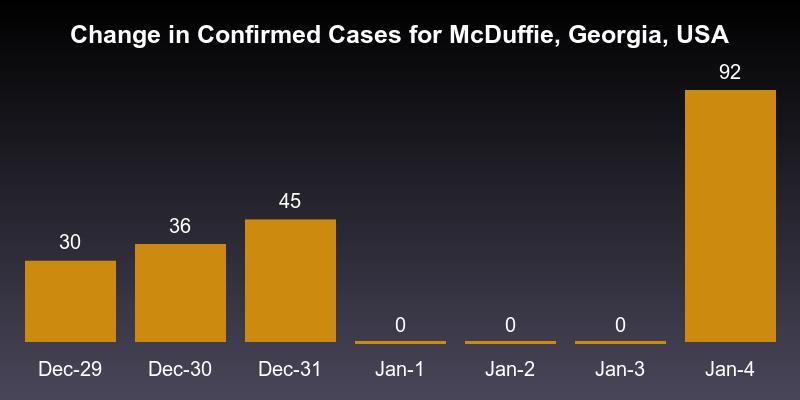 Change in Confirmed Cases for McDuffie, Georgia, USA
92
45
36
30
0 0 0
Dec-29 Dec-30 Dec-31 Jan-1 Jan-2 Jan-3 Jan-4